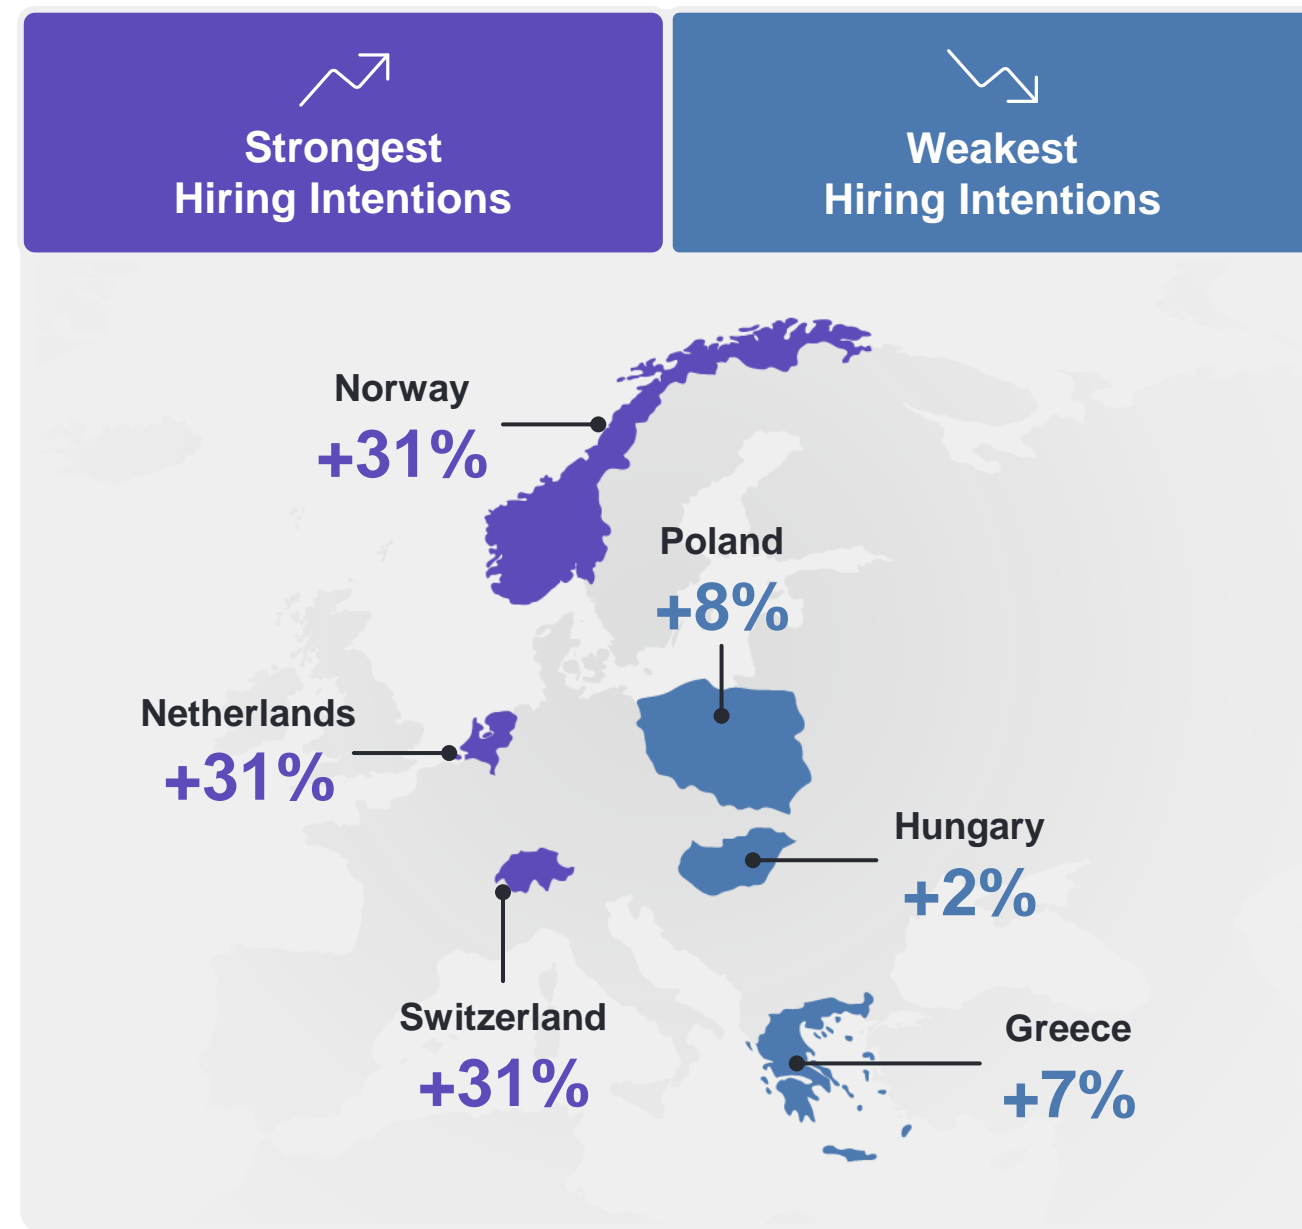 Strongest
Hiring Intentions
Weakest
Hiring Intentions
Norway
+31%
Poland
+8%
Netherlands
+31%
Hungary
+2%
Switzerland
+31%
Greece
+7%